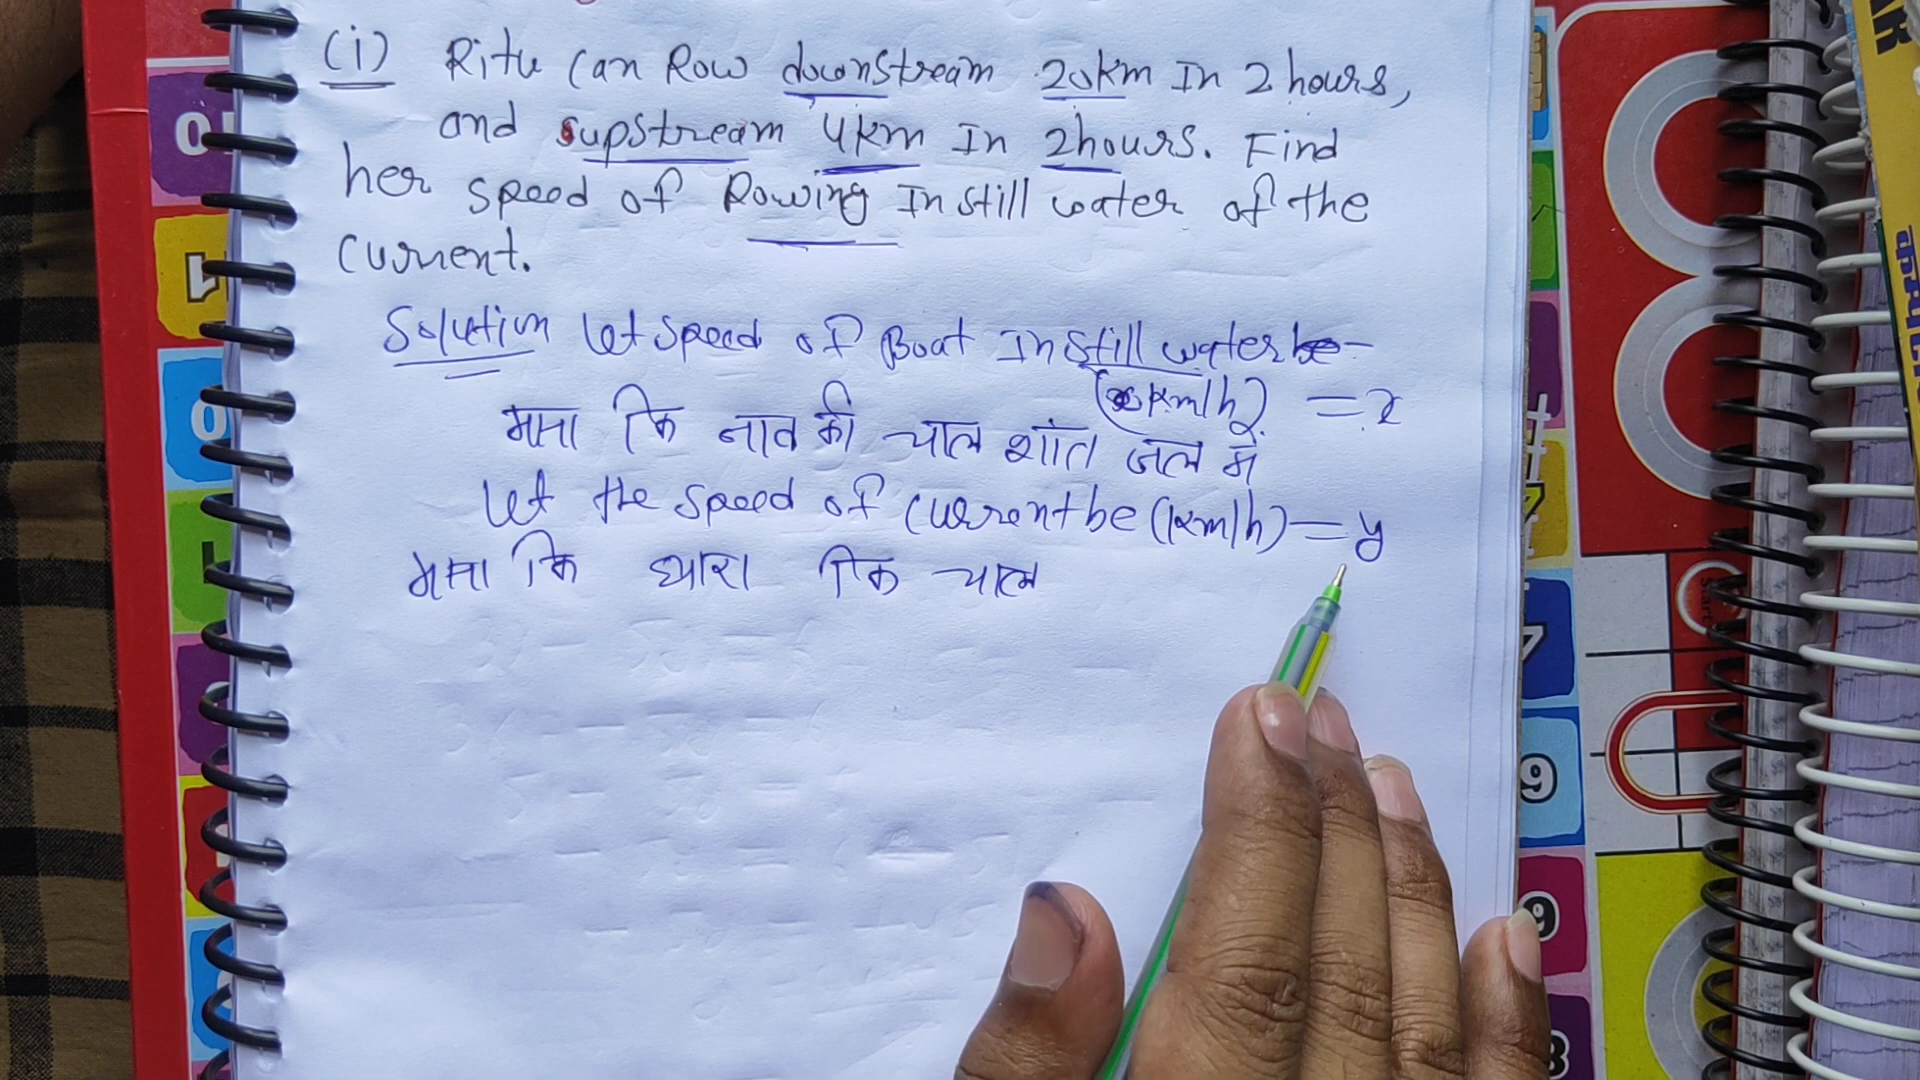 (i) Ritu Can Row downstream 20km In 2 hours,
and supstream 4km In 2hours. Find
her speed of Rowing In still water of the
current.
Solution let speed of Boat In still water be -
(x km/h) = x
माना कि नाव की चाल शांत जल में
let the speed of current be (km/h) = y
माना कि धारा कि चाल